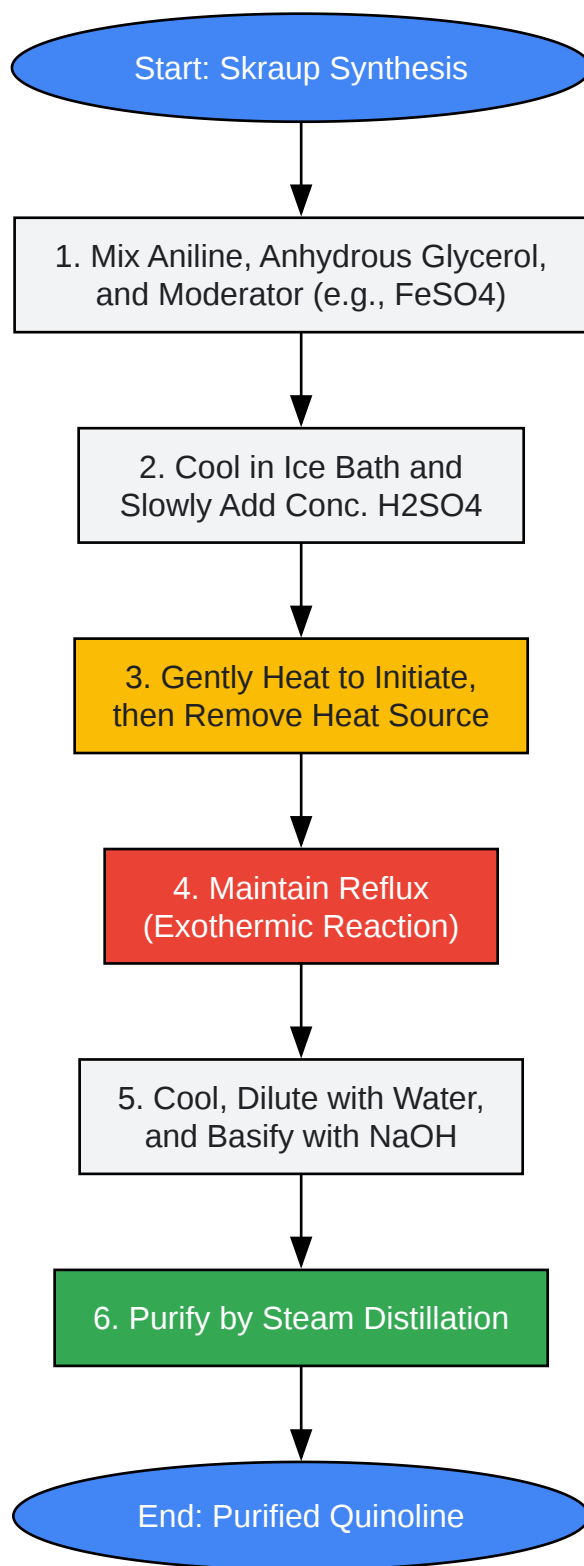 Start: Skraup Synthesis
1. Mix Aniline, Anhydrous Glycerol,
and Moderator (e.g., FeSO4)
2. Cool in Ice Bath and
Slowly Add Conc. H2SO4
3. Gently Heat to Initiate,
then Remove Heat Source
4. Maintain Reflux
(Exothermic Reaction)
5. Cool, Dilute with Water,
and Basify with NaOH
6. Purify by Steam Distillation
End: Purified Quinoline